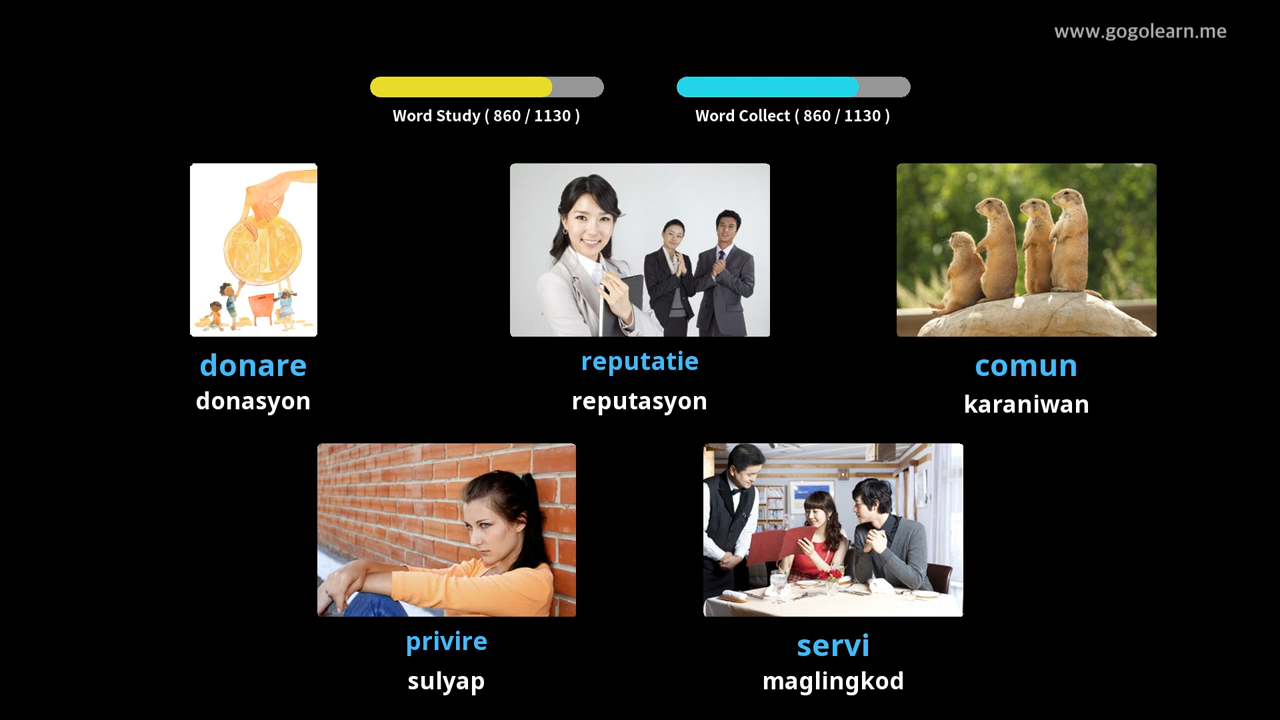 www.gogolearn.me
Word Study ( 860 / 1130 )
Word Collect ( 860 / 1130 )
donare
donasyon
reputatie
reputasyon
comun
karaniwan
privire
sulyap
servi
maglingkod